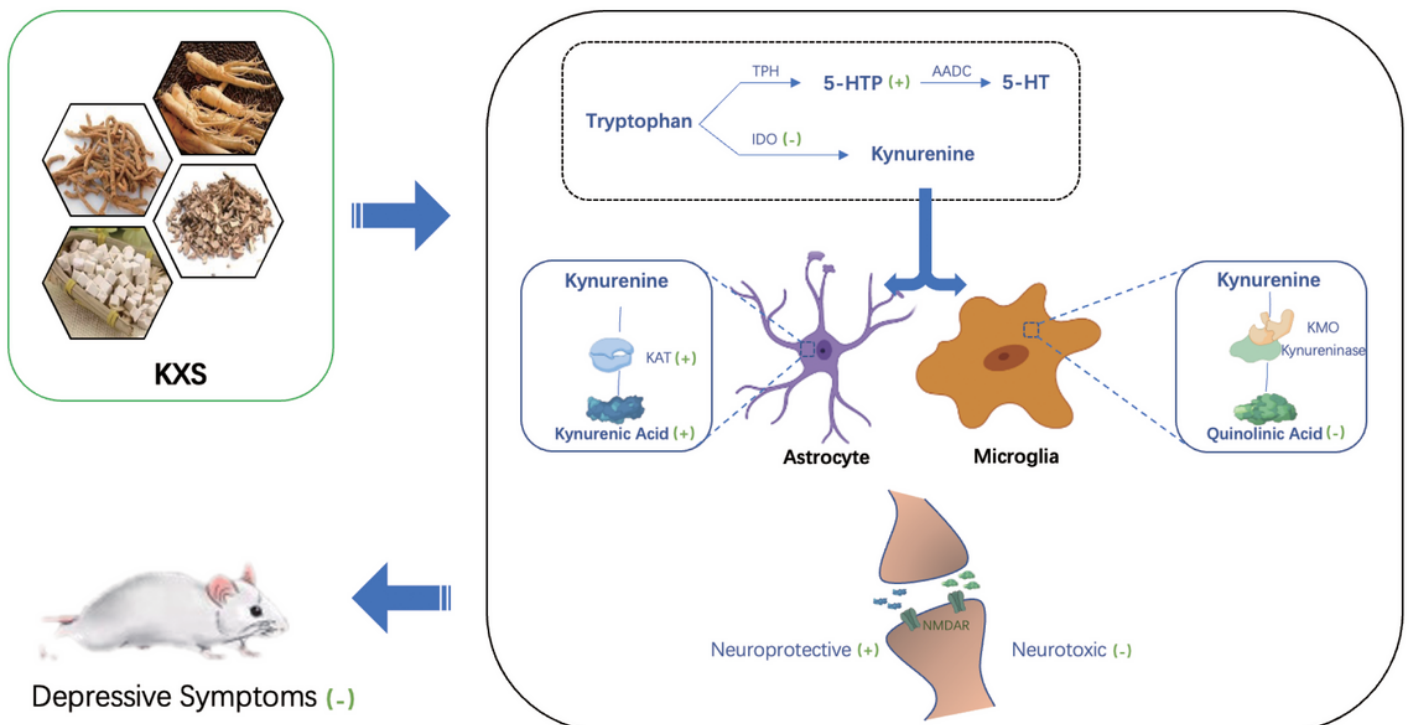 KXS
TPH
5-HTP (+)
AADC
5-HT
Tryptophan
IDO (-)
Kynurenine
Kynurenine
KAT (+)
Kynurenic Acid (+)
Astrocyte
Microglia
Kynurenine
KMO
Kynureninase
Quinolinic Acid (-)
NMDAR
Neuroprotective (+)
Neurotoxic (-)
Depressive Symptoms (-)